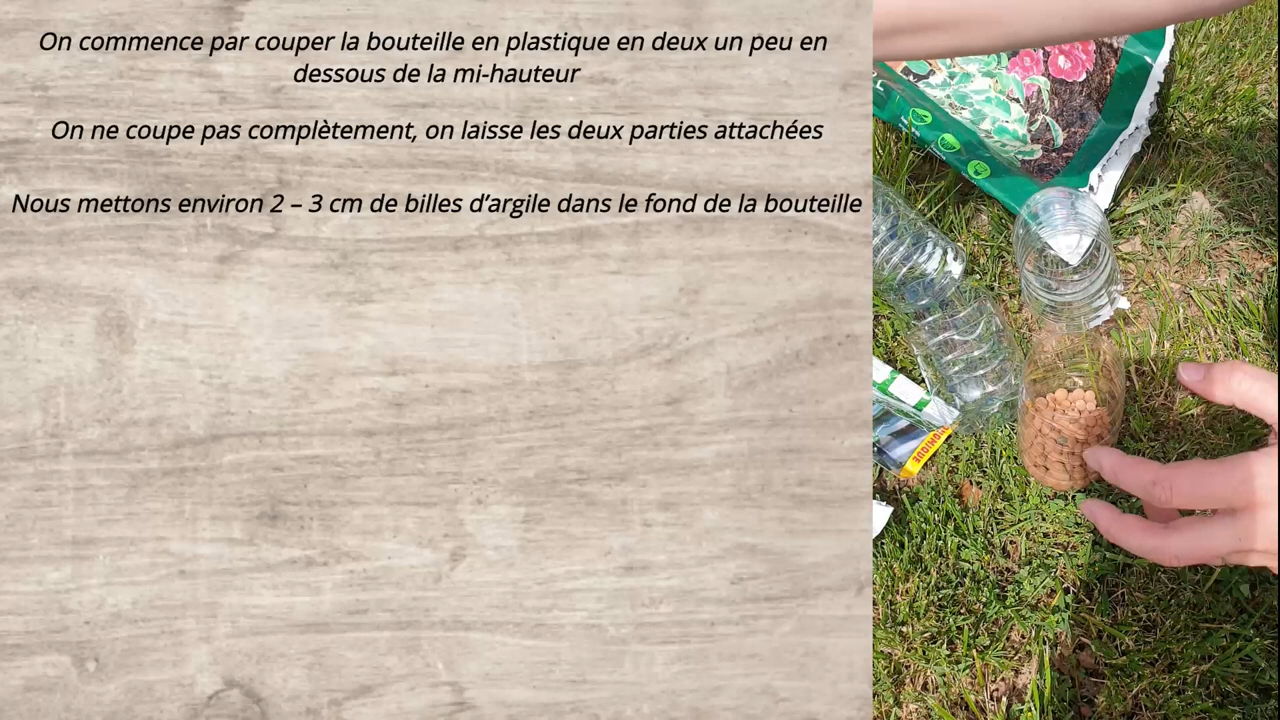 On commence par couper la bouteille en plastique en deux un peu en
dessous de la mi-hauteur
On ne coupe pas complètement, on laisse les deux parties attachées
Nous mettons environ 2 – 3 cm de billes d’argile dans le fond de la bouteille